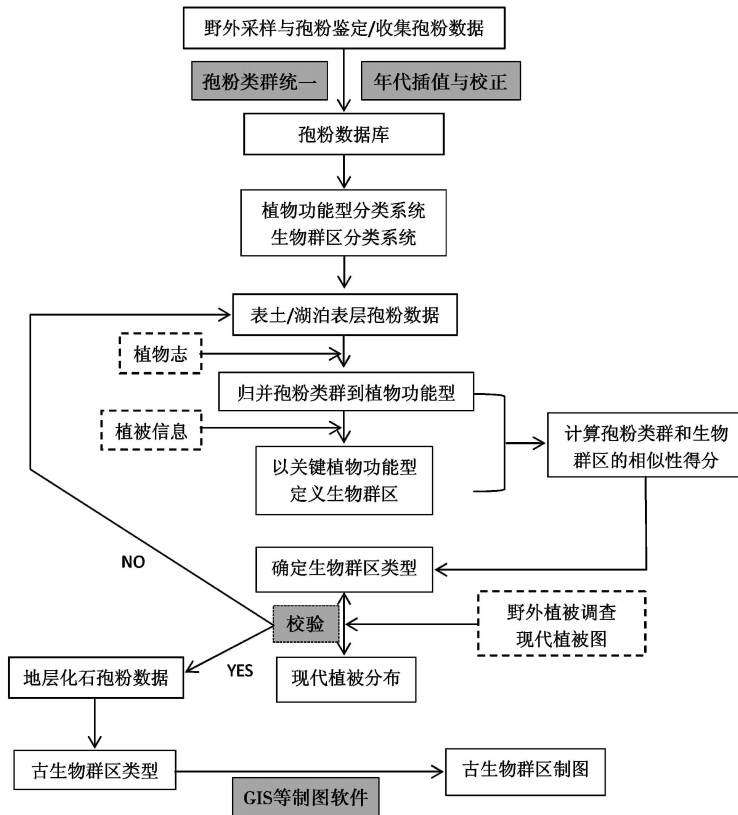 野外采样与孢粉鉴定/收集孢粉数据
孢粉类群统一
年代插值与校正
孢粉数据库
植物功能型分类系统
生物群区分类系统
表土/湖泊表层孢粉数据
植物志
归并孢粉类群到植物功能型
植被信息
计算孢粉类群和生物
群区的相似性得分
以关键植物功能型
定义生物群区
NO
确定生物群区类型
校验
野外植被调查
现代植被图
YES
地层化石孢粉数据
现代植被分布
古生物群区类型
古生物群区制图
GIS等制图软件